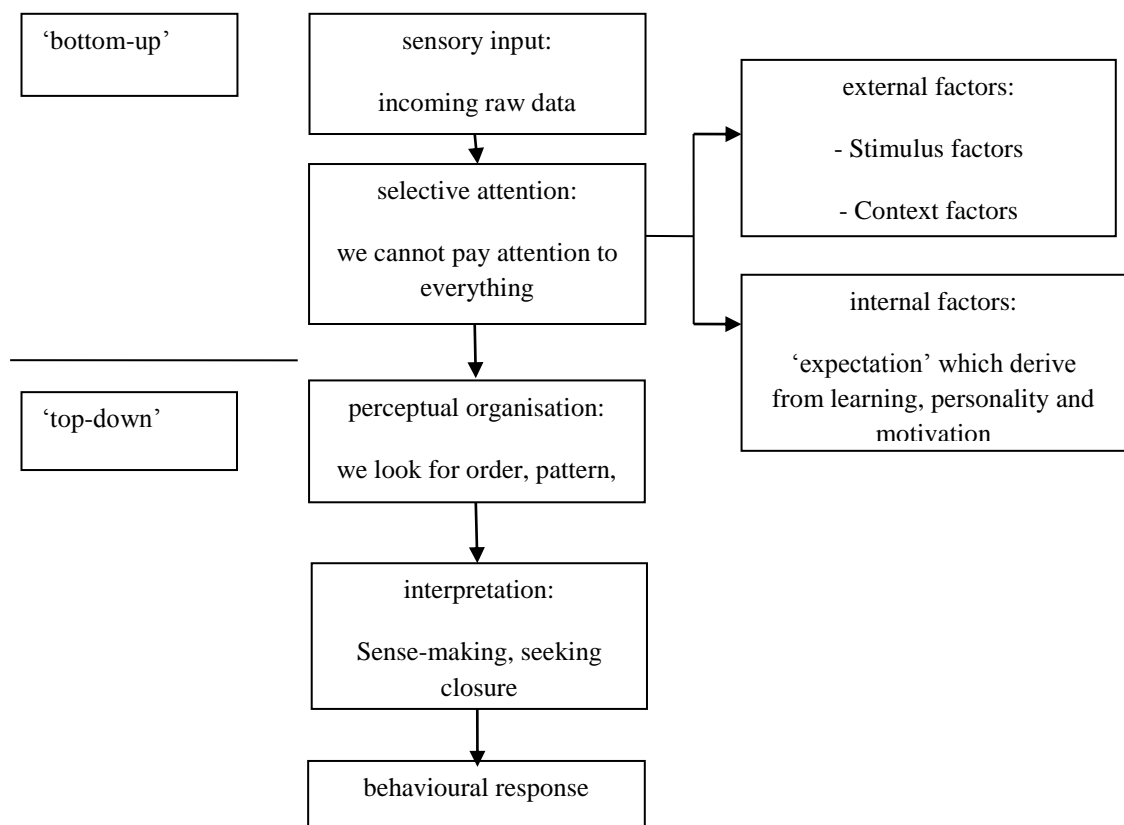 ‘bottom-up’
sensory input:
incoming raw data
selective attention:
we cannot pay attention to
everything
external factors:
- Stimulus factors
- Context factors
internal factors:
‘expectation’ which derive
from learning, personality and
motivation
‘top-down’
perceptual organisation:
we look for order, pattern,
interpretation:
Sense-making, seeking
closure
behavioural response